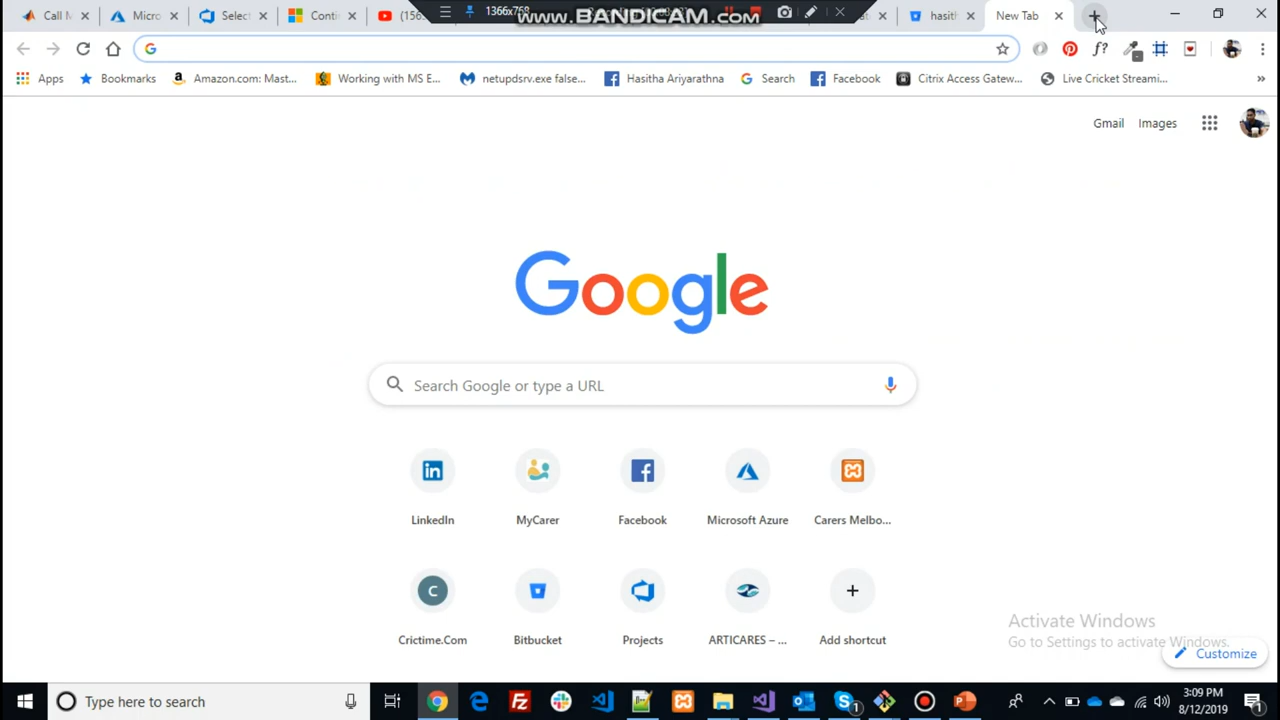 Call M
Micro
Select
Conti
(156
1366x768
www.BANDICAM.com
hasith
New Tab
Apps
Bookmarks
Amazon.com: Mast...
Working with MS E...
netupdsrv.exe false...
Hasitha Ariyarathna
Search
Facebook
Citrix Access Gatew...
Live Cricket Streami...
»
Gmail
Images
Google
Search Google or type a URL
LinkedIn
MyCarer
Facebook
Microsoft Azure
Carers Melbo...
C
Crictime.Com
Bitbucket
Projects
ARTICARES – ...
Add shortcut
Activate Windows
Go to Settings to activate Windows.
Customize
Type here to search
3:09 PM
8/12/2019